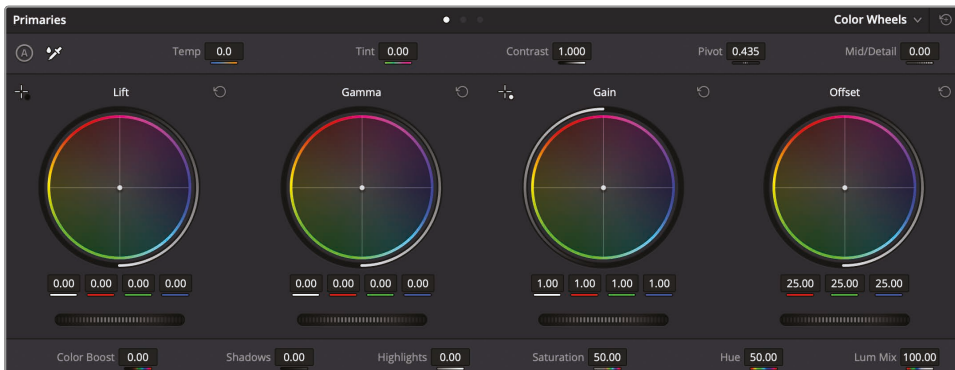 Primaries Color Wheels
A Temp 0.0 Tint 0.00 Contrast 1.000 Pivot 0.435 Mid/Detail 0.00
Lift Gamma Gain Offset
0.00 0.00 0.00 0.00 0.00 0.00 0.00 0.00 1.00 1.00 1.00 1.00 25.00 25.00 25.00
Color Boost 0.00 Shadows 0.00 Highlights 0.00 Saturation 50.00 Hue 50.00 Lum Mix 100.00